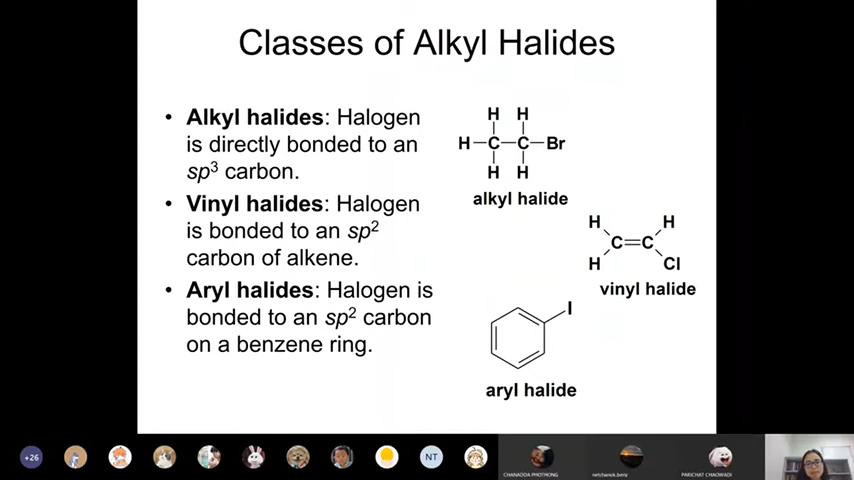 Classes of Alkyl Halides
• Alkyl halides: Halogen
is directly bonded to an
sp³ carbon.
• Vinyl halides: Halogen
is bonded to an sp²
carbon of alkene.
• Aryl halides: Halogen is
bonded to an sp² carbon
on a benzene ring.
H H
H–C–C–Br
H H
alkyl halide
H H
C=C
H Cl
vinyl halide
I
aryl halide
+26
NT
CHANADDA PHOTHONG
netchanok.benz
PARICHAT CHAOWADI